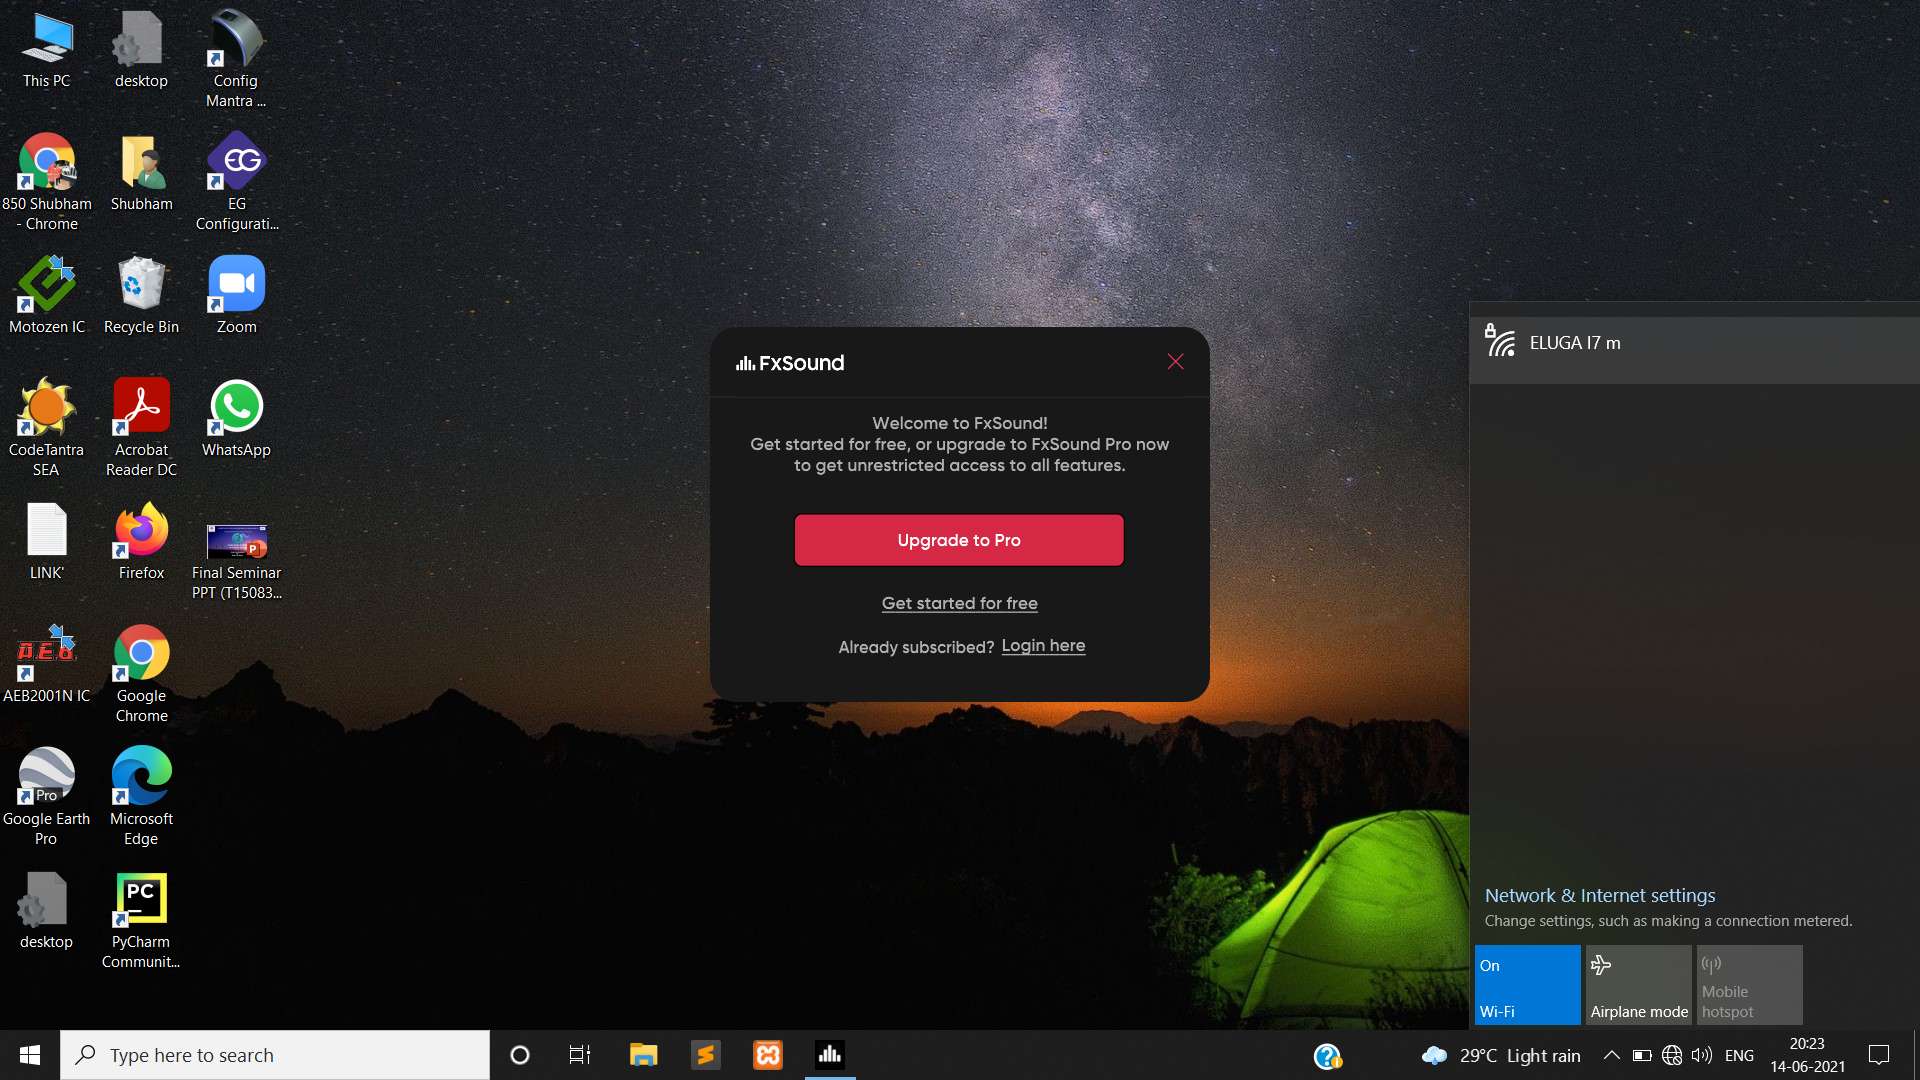 This PC
desktop
Config
Mantra ...
850 Shubham
- Chrome
Shubham
EG
EG
Configurati...
Motozen IC
Recycle Bin
Zoom
CodeTantra
SEA
Acrobat
Reader DC
WhatsApp
LINK'
Firefox
P
Final Seminar
PPT (T15083...
AEB
AEB2001N IC
Google
Chrome
Pro
Google Earth
Pro
Microsoft
Edge
desktop
PC
PyCharm
Communit...
FxSound
Welcome to FxSound!
Get started for free, or upgrade to FxSound Pro now
to get unrestricted access to all features.
Upgrade to Pro
Get started for free
Already subscribed? Login here
ELUGA I7 m
Network & Internet settings
Change settings, such as making a connection metered.
On
Wi-Fi
Airplane mode
Mobile
hotspot
Type here to search
29°C Light rain
ENG
20:23
14-06-2021